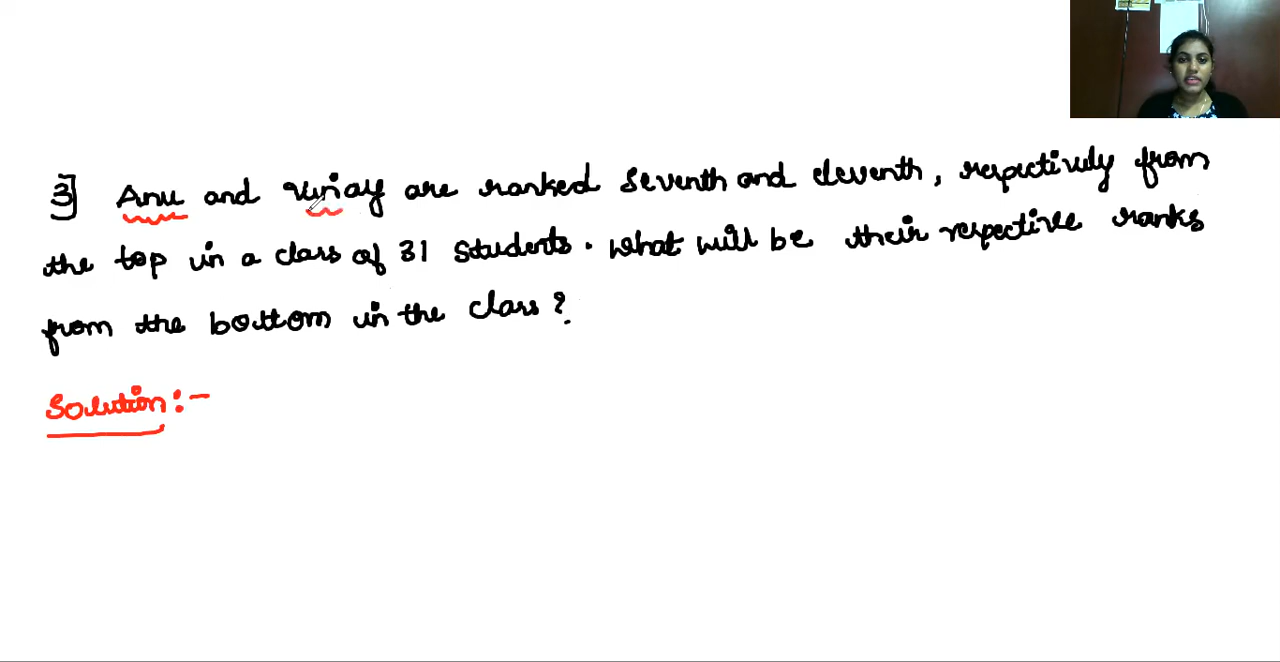 3] Anu and Vijay are ranked seventh and eleventh, respectively from
the top in a class of 31 students. What will be their respective ranks
from the bottom in the class?
Solution:-